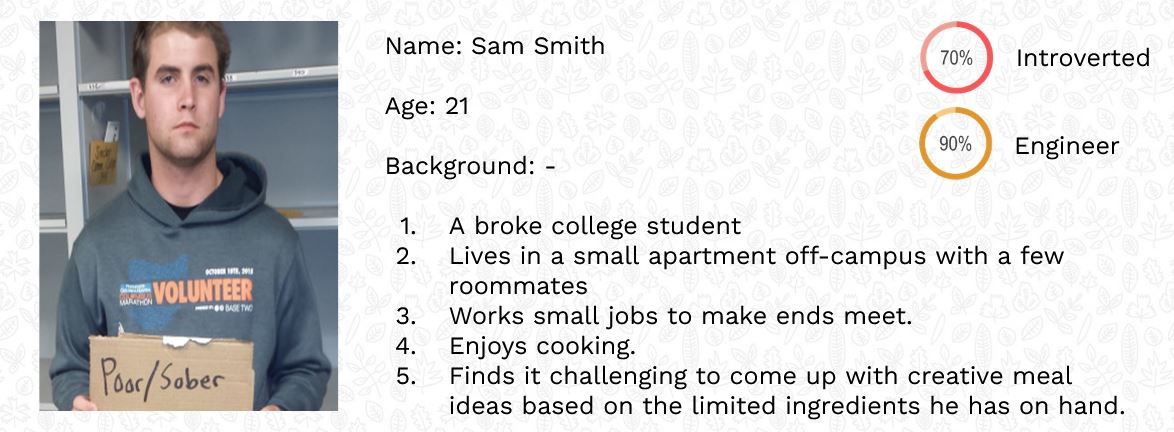 Name: Sam Smith
Age: 21
Background: -
1. A broke college student
2. Lives in a small apartment off-campus with a few
roommates
3. Works small jobs to make ends meet.
4. Enjoys cooking.
5. Finds it challenging to come up with creative meal
ideas based on the limited ingredients he has on hand.
70% Introverted
90% Engineer
OCTOBER 18TH, 2015
VOLUNTEER
MARATHON
BASE TWO
Poor/Sober